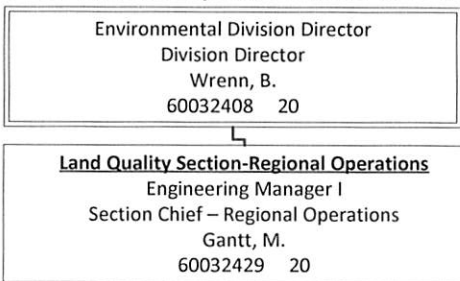 Environmental Division Director
Division Director
Wrenn, B.
60032408 20
Land Quality Section-Regional Operations
Engineering Manager I
Section Chief – Regional Operations
Gantt, M.
60032429 20